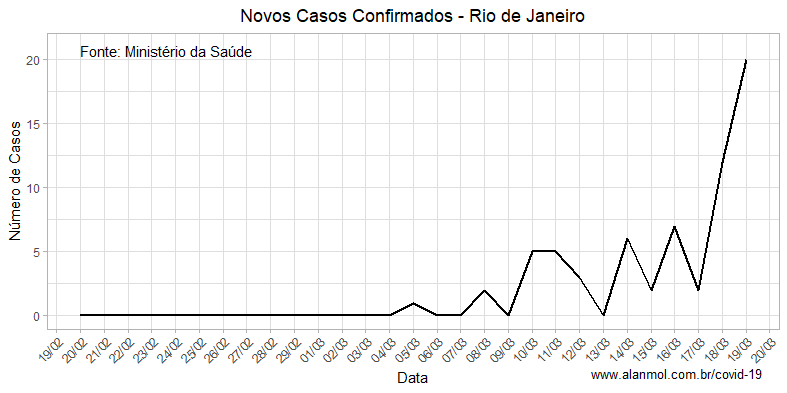 Novos Casos Confirmados - Rio de Janeiro
Fonte: Ministério da Saúde
Número de Casos
20
15
10
5
0
19/02 20/02 21/02 22/02 23/02 24/02 25/02 26/02 27/02 28/02 29/02 01/03 02/03 03/03 04/03 05/03 06/03 07/03 08/03 09/03 10/03 11/03 12/03 13/03 14/03 15/03 16/03 17/03 18/03 19/03 20/03
Data
www.alanmol.com.br/covid-19